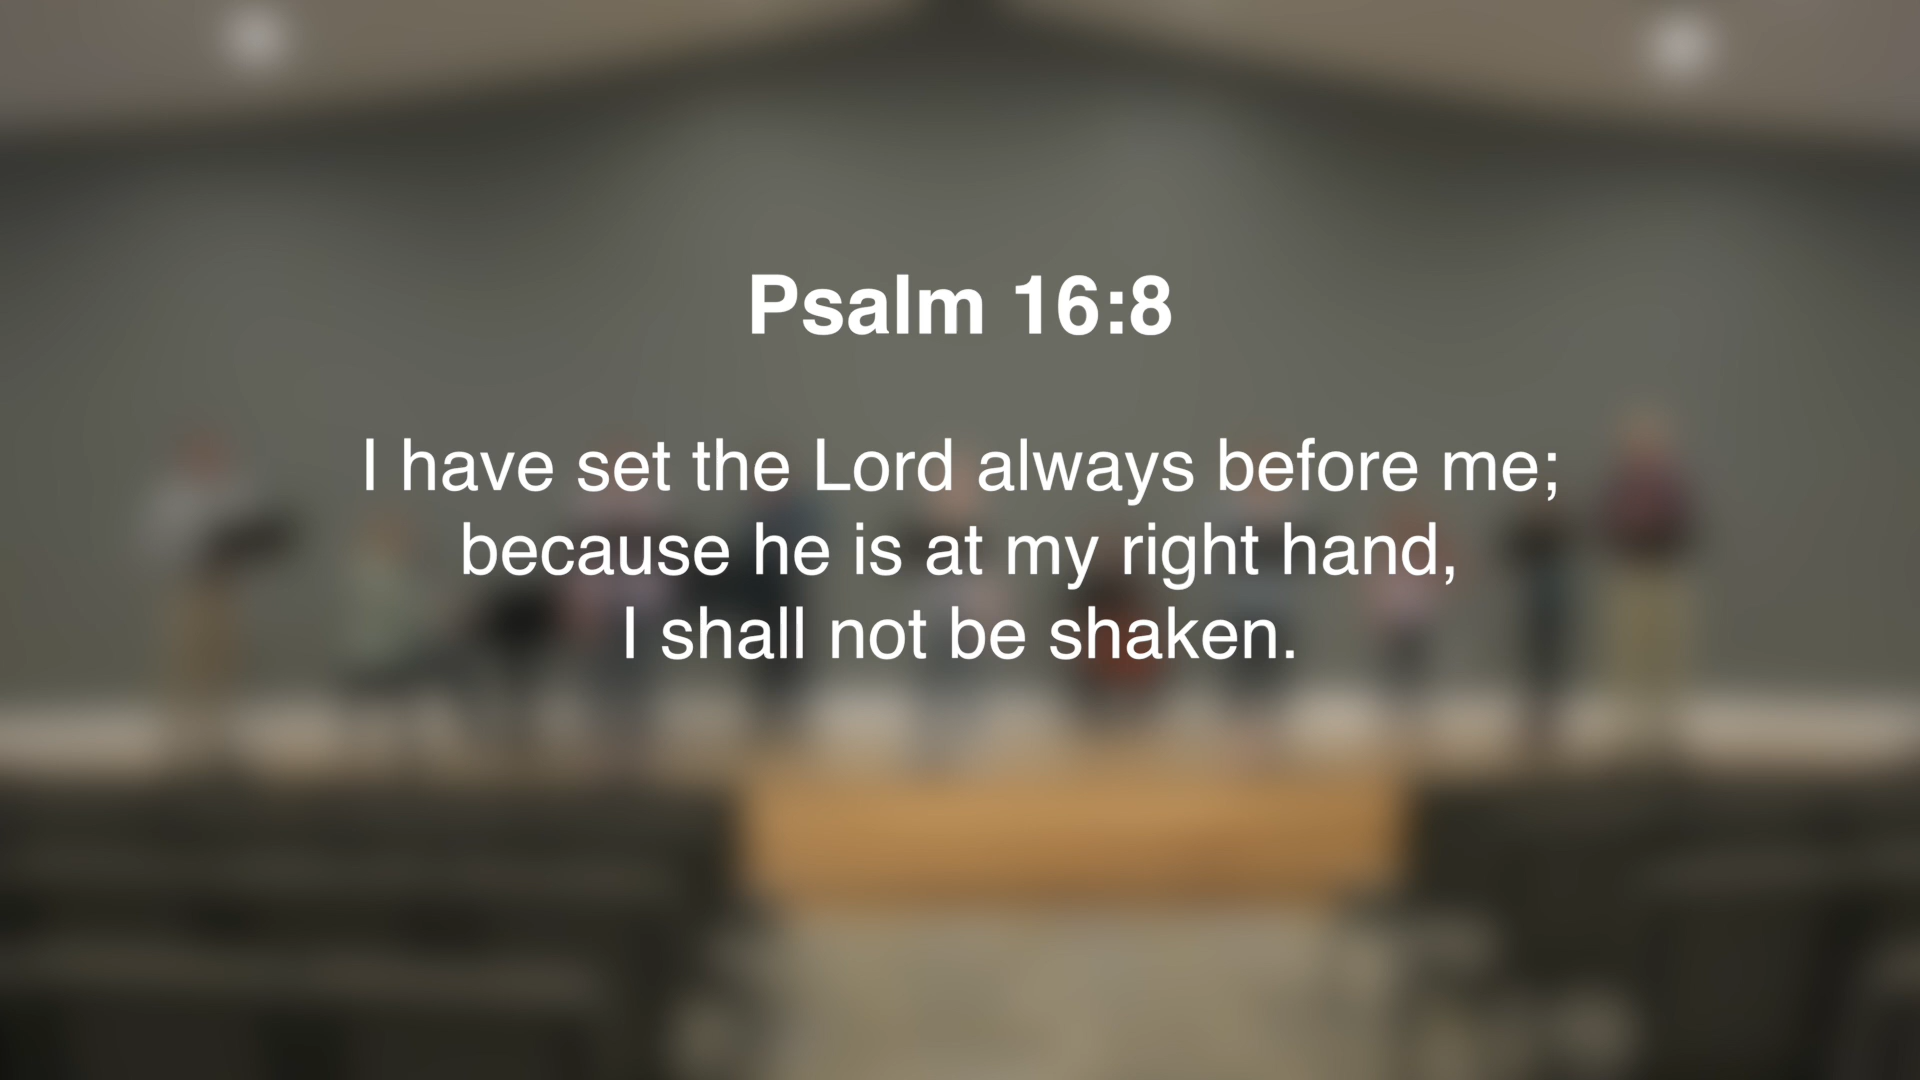 Psalm 16:8
I have set the Lord always before me;
because he is at my right hand,
I shall not be shaken.